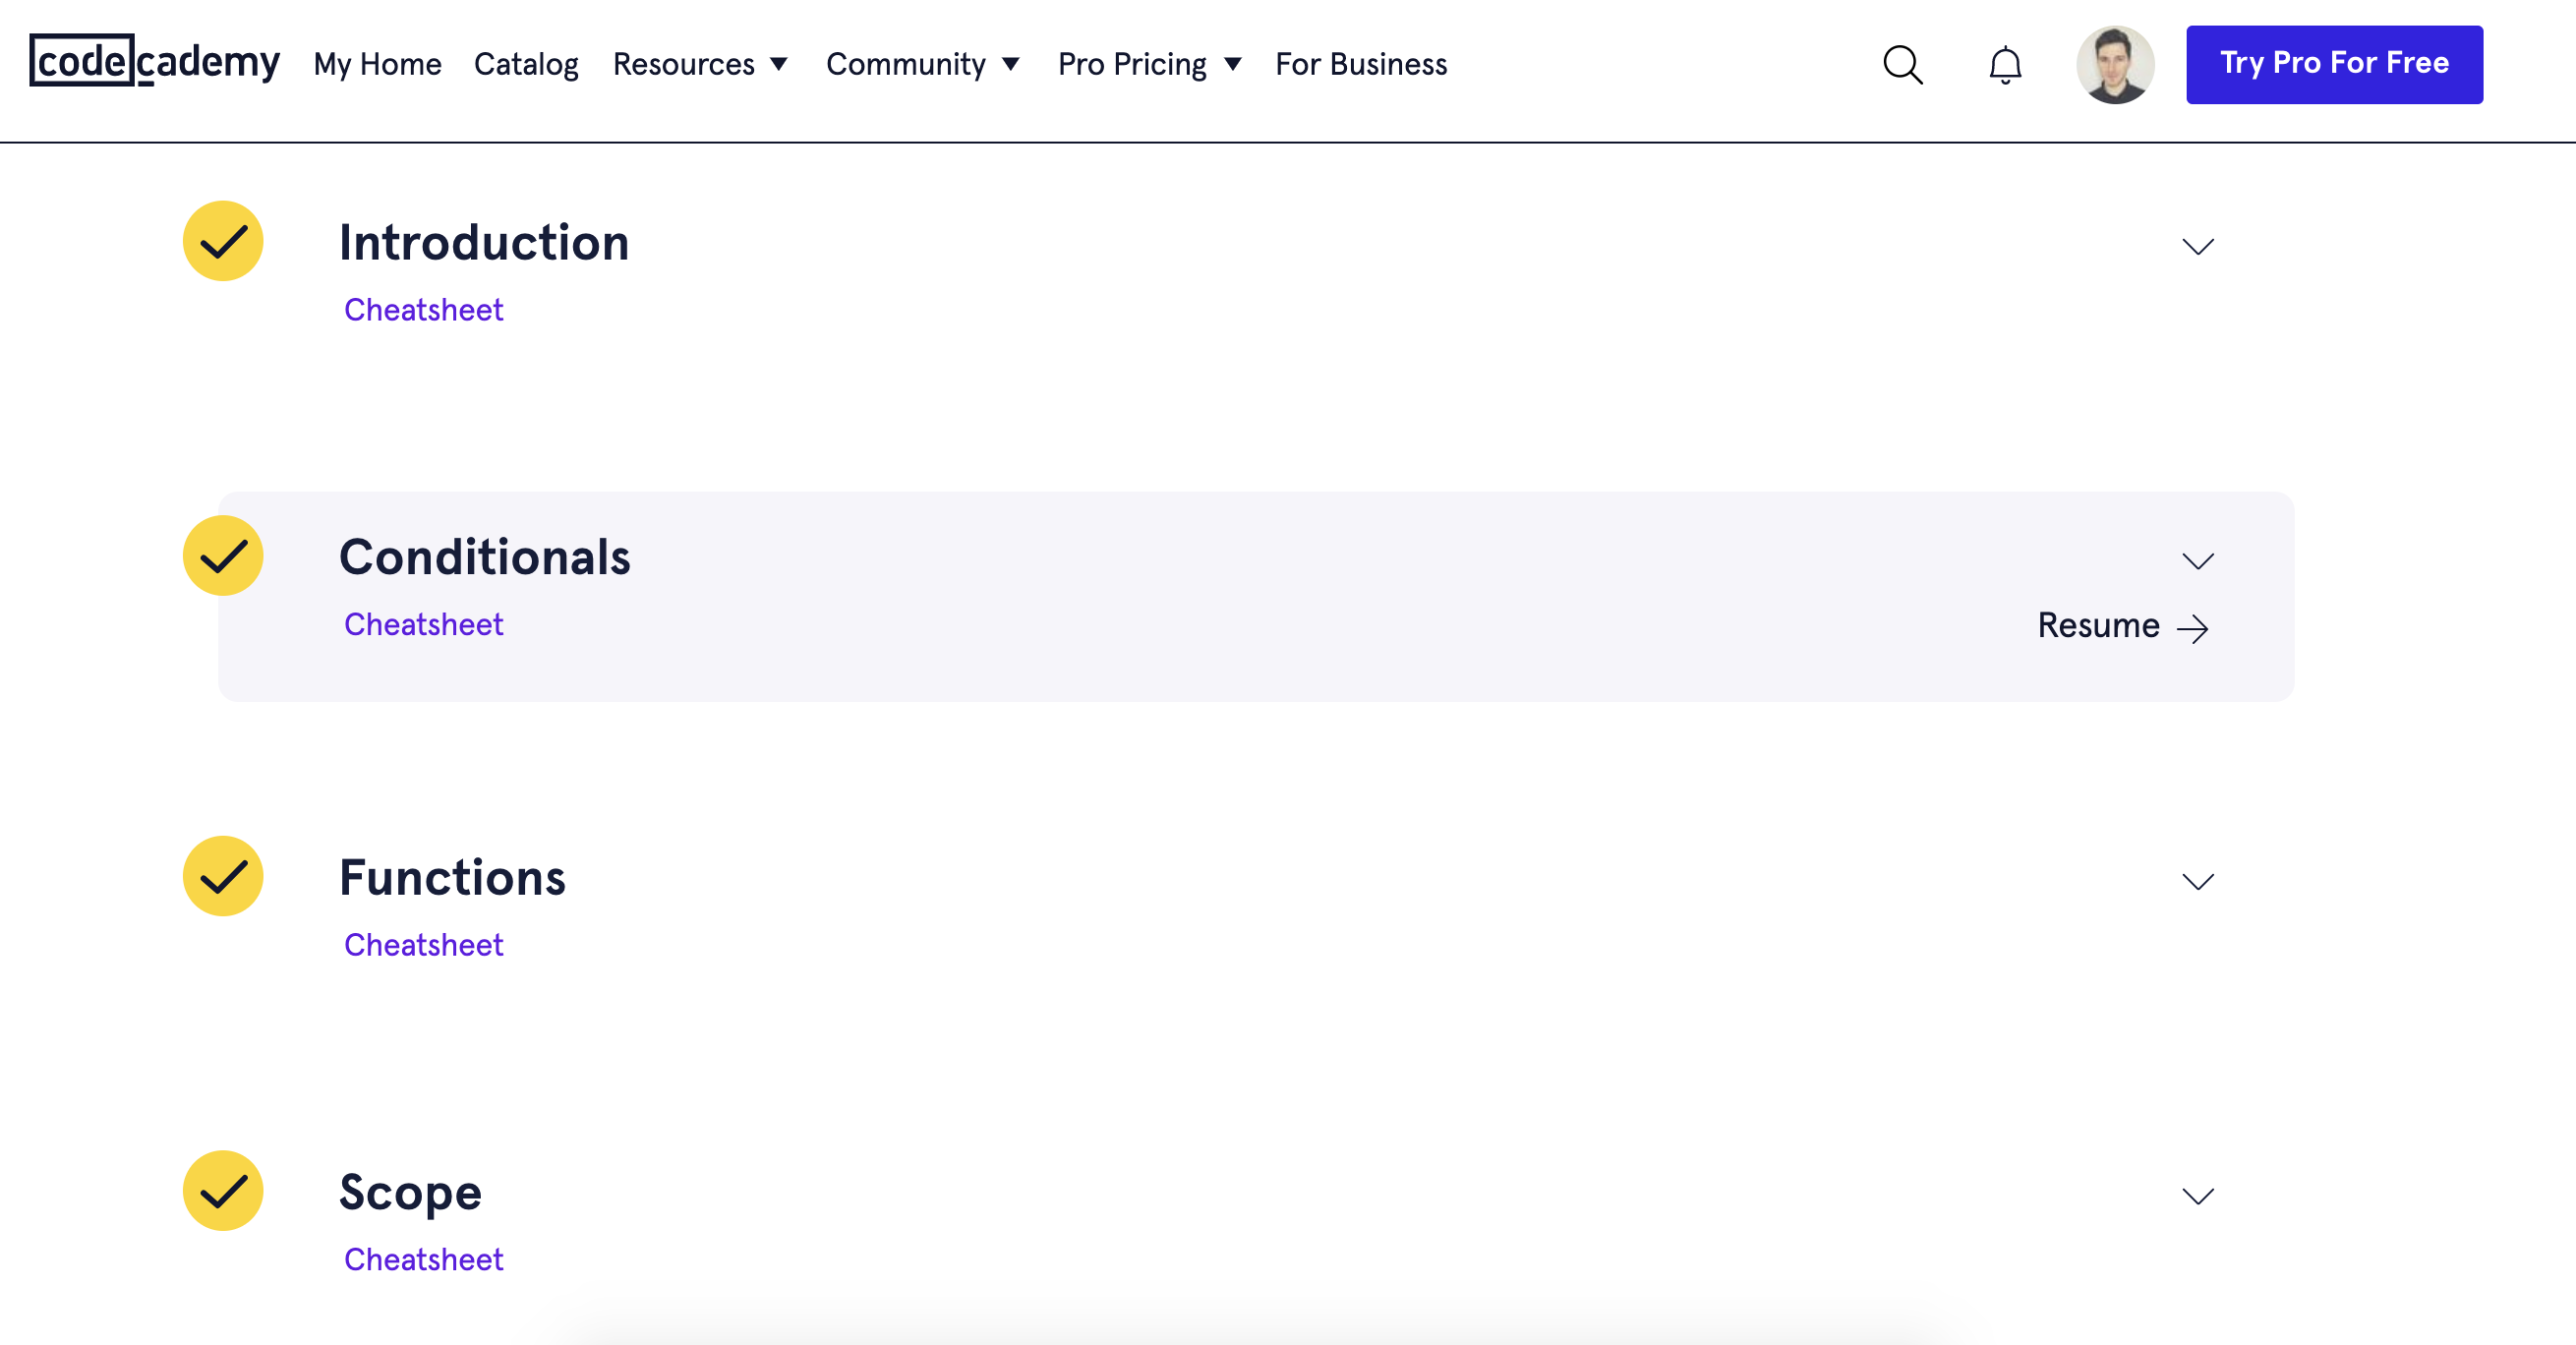 codecademy My Home Catalog Resources Community Pro Pricing For Business Try Pro For Free
Introduction
Cheatsheet
Conditionals
Cheatsheet
Resume
Functions
Cheatsheet
Scope
Cheatsheet